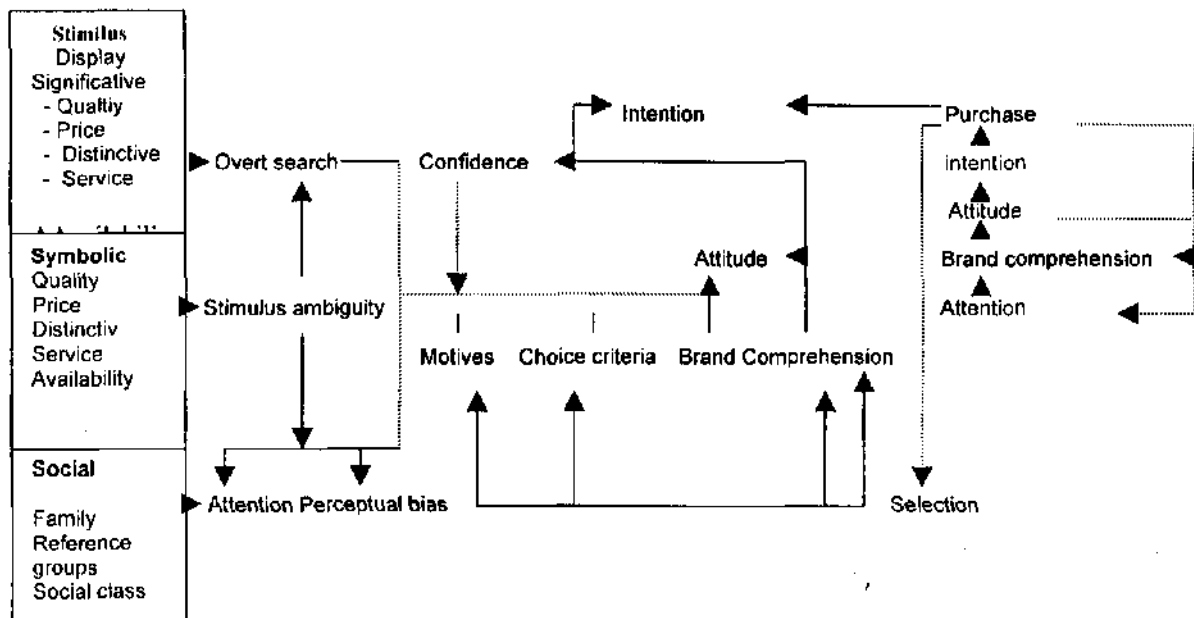 Stimilus
Display
Significative
- Qualtiy
- Price
- Distinctive
- Service
Symbolic
Quality
Price
Distinctiv
Service
Availability
Social
Family
Reference
groups
Social class
Overt search
Stimulus ambiguity
Attention Perceptual bias
Intention
Confidence
Attitude
Motives Choice criteria Brand Comprehension
Purchase
intention
Attitude
Brand comprehension
Attention
Selection